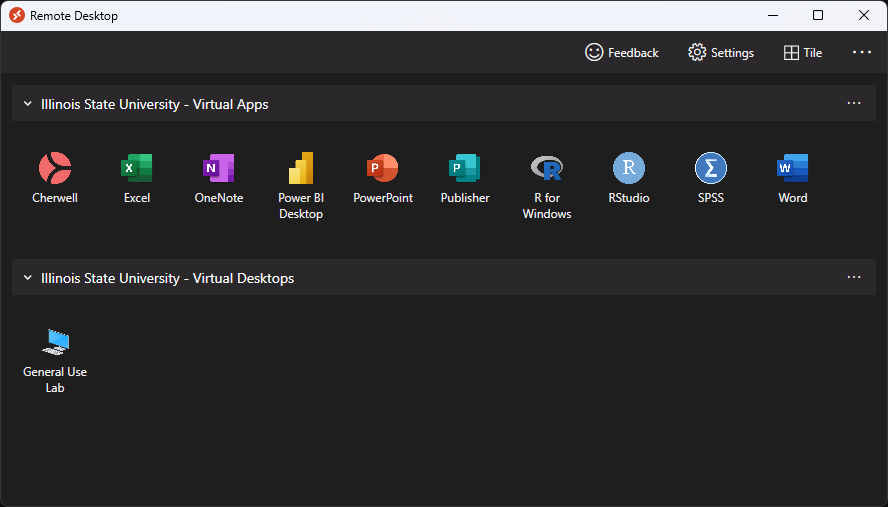 Remote Desktop
Feedback
Settings
Tile
Illinois State University - Virtual Apps
Cherwell
Excel
OneNote
Power BI
Desktop
PowerPoint
Publisher
R for
Windows
RStudio
SPSS
Word
Illinois State University - Virtual Desktops
General Use
Lab